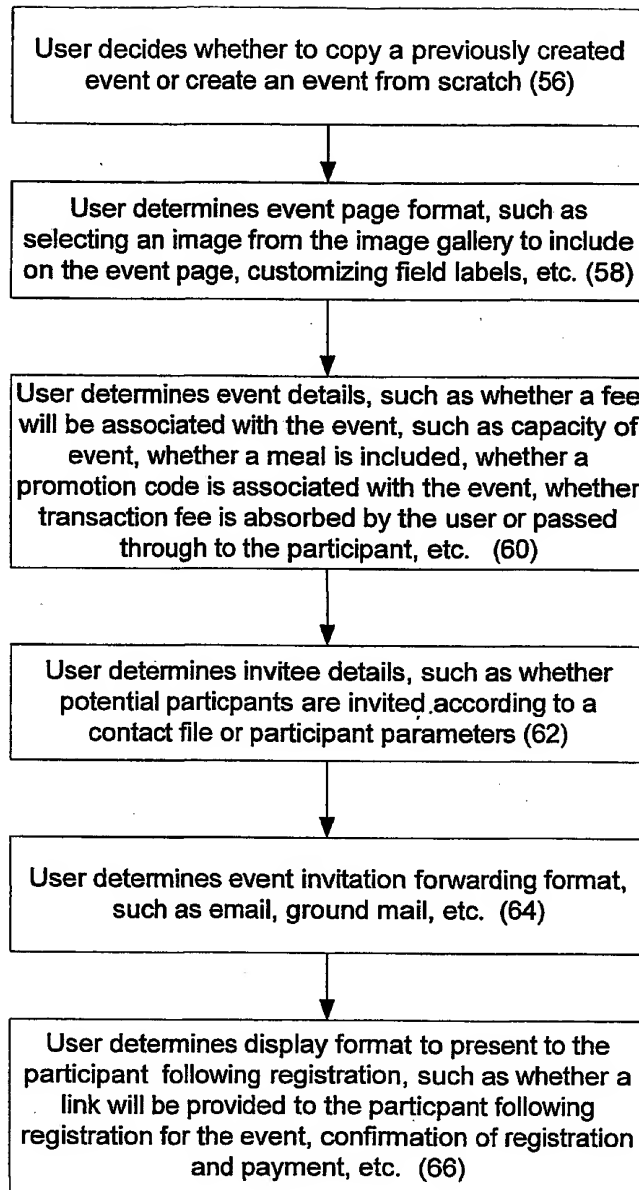 User decides whether to copy a previously created
event or create an event from scratch (56)
User determines event page format, such as
selecting an image from the image gallery to include
on the event page, customizing field labels, etc. (58)
User determines event details, such as whether a fee
will be associated with the event, such as capacity of
event, whether a meal is included, whether a
promotion code is associated with the event, whether
transaction fee is absorbed by the user or passed
through to the participant, etc. (60)
User determines invitee details, such as whether
potential particpants are invited according to a
contact file or participant parameters (62)
User determines event invitation forwarding format,
such as email, ground mail, etc. (64)
User determines display format to present to the
participant following registration, such as whether a
link will be provided to the particpant following
registration for the event, confirmation of registration
and payment, etc. (66)